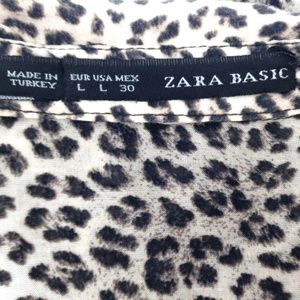 MADE IN
TURKEY
EUR USA MEX
L L 30
ZARA BASIC